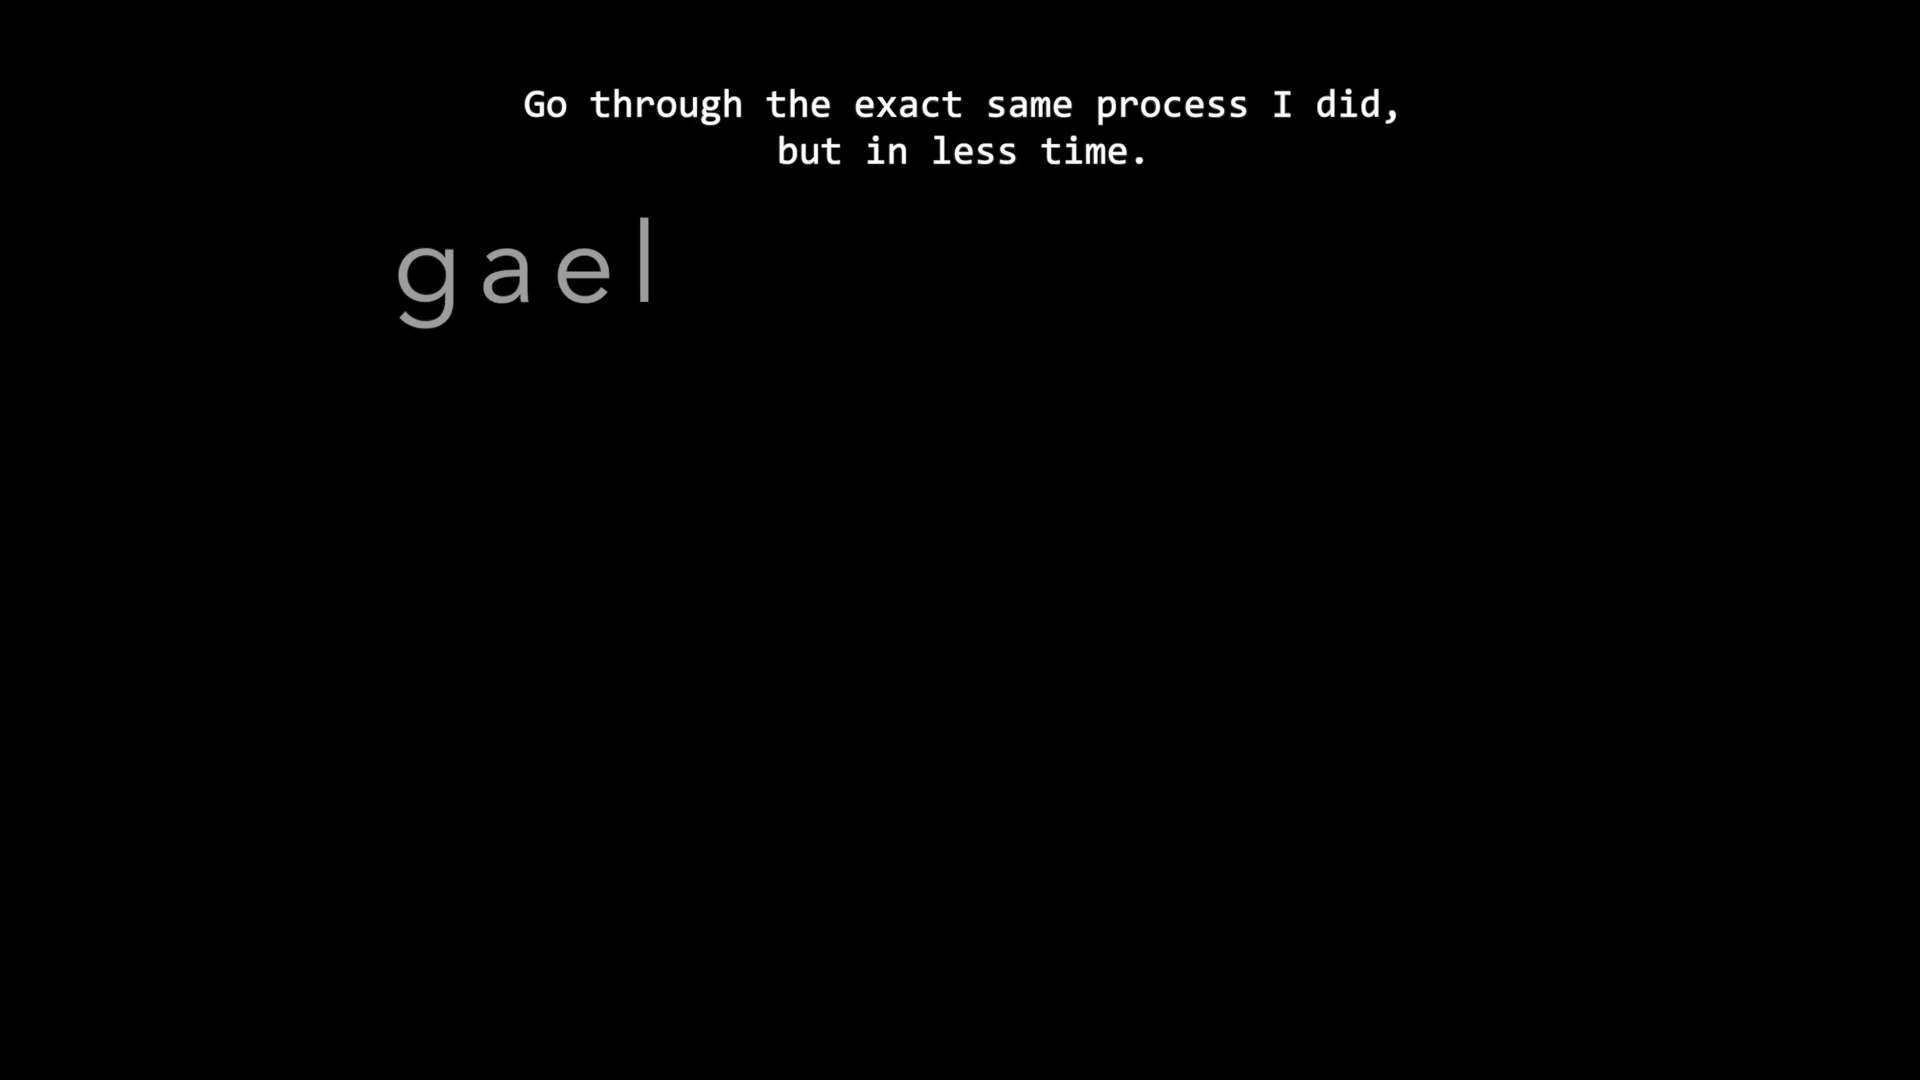 Go through the exact same process I did,
but in less time.
gael